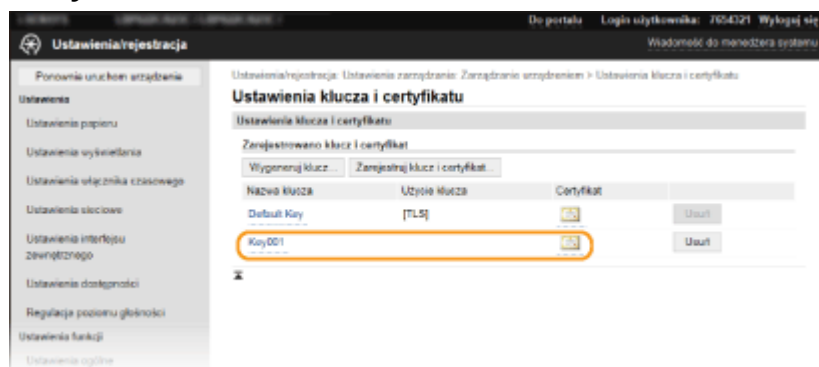 Do portalu Login użytkownika: 7654321 Wyloguj się
Ustawienia/rejestracja
Wiadomość do menedżera systemu
Ponownie uruchom urządzenie
Ustawienia/rejestracja: Ustawienia zarządzania: Zarządzanie urządzeniem > Ustawienia klucza i certyfikatu
Ustawienia
Ustawienia klucza i certyfikatu
Ustawienia papieru
Ustawienia klucza i certyfikatu
Ustawienia wyświetlania
Zarejestrowano klucz i certyfikat
Wygeneruj klucz... Zarejestruj klucz i certyfikat...
Ustawienia włącznika czasowego
Nazwa klucza Użycie klucza Certyfikat
Ustawienia sieciowe
Default Key [TLS] Usuń
Ustawienia interfejsu
zewnętrznego
Key001 Usuń
Ustawienia dostępności
Regulacja poziomu głośności
Ustawienia funkcji
Ustawienia ogólne